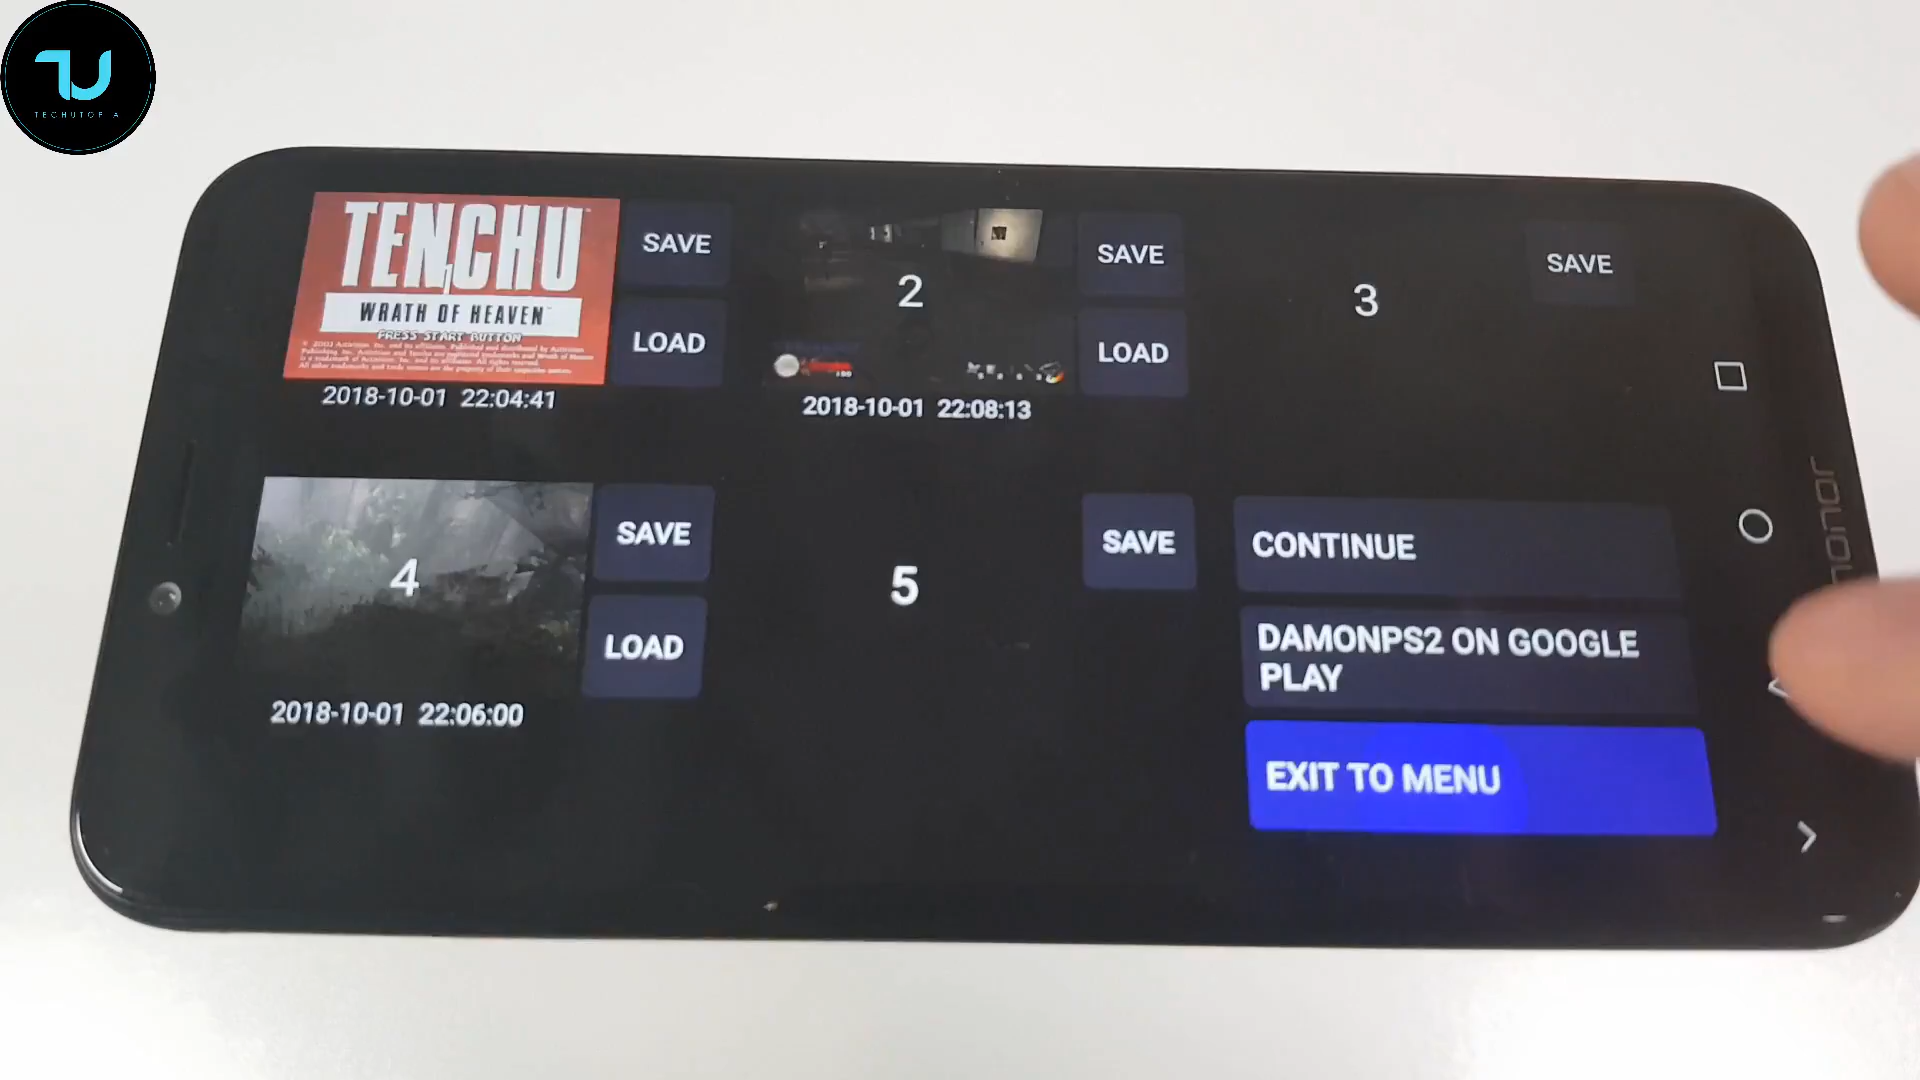 TECHUTOPIA
TENCHU
WRATH OF HEAVEN
PRESS START BUTTON
SAVE
LOAD
2018-10-01 22:04:41
2
SAVE
LOAD
2018-10-01 22:08:13
3
SAVE
4
SAVE
LOAD
2018-10-01 22:06:00
5
SAVE
CONTINUE
DAMONPS2 ON GOOGLE
PLAY
EXIT TO MENU
honor